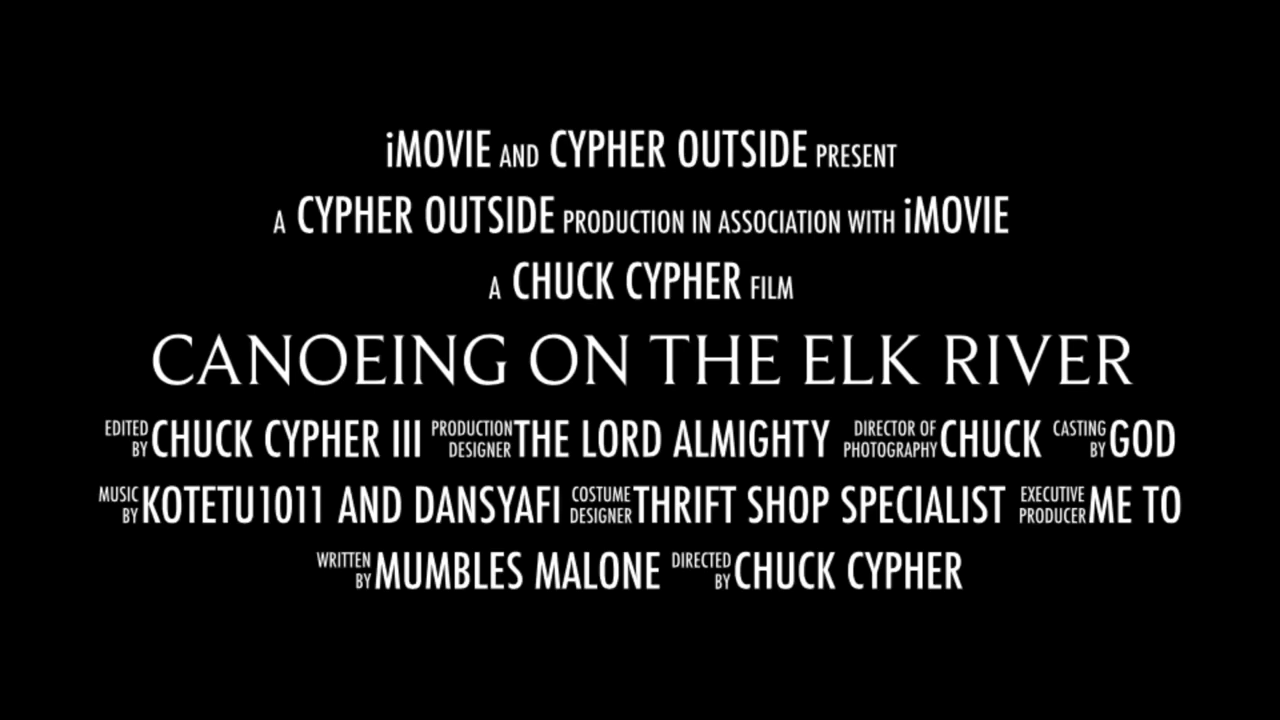 iMOVIE AND CYPHER OUTSIDE PRESENT
A CYPHER OUTSIDE PRODUCTION IN ASSOCIATION WITH iMOVIE
A CHUCK CYPHER FILM
CANOEING ON THE ELK RIVER
EDITED BY CHUCK CYPHER III PRODUCTION DESIGNER THE LORD ALMIGHTY DIRECTOR OF PHOTOGRAPHY CHUCK CASTING BY GOD
MUSIC BY KOTETU1011 AND DANSYAFI COSTUME DESIGNER THRIFT SHOP SPECIALIST EXECUTIVE PRODUCER ME TO
WRITTEN BY MUMBLES MALONE DIRECTED BY CHUCK CYPHER